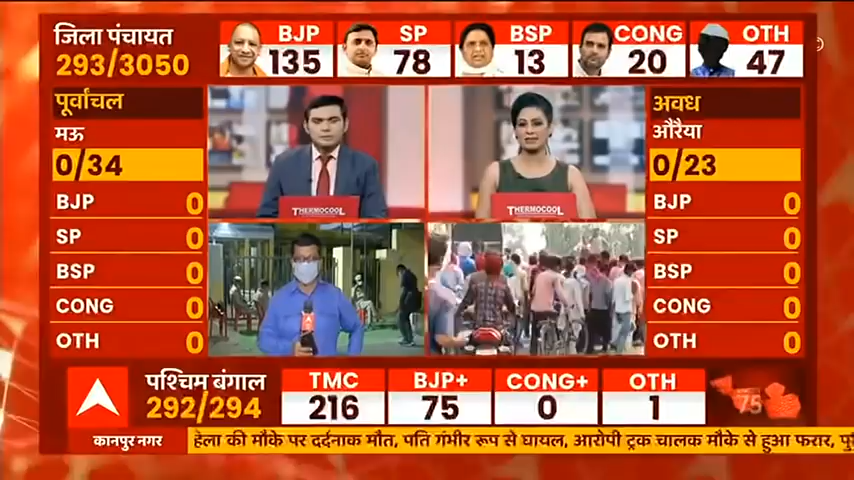 जिला पंचायत
293/3050
BJP
135
SP
78
BSP
13
CONG
20
OTH
47
पूर्वांचल
मऊ
0/34
BJP 0
SP 0
BSP 0
CONG 0
OTH 0
THERMOCOOL
THERMOCOOL
अवध
औरैया
0/23
BJP 0
SP 0
BSP 0
CONG 0
OTH 0
पश्चिम बंगाल
292/294
TMC
216
BJP+
75
CONG+
0
OTH
1
75
कानपुर नगर
हेला की मौके पर दर्दनाक मौत, पति गंभीर रूप से घायल, आरोपी ट्रक चालक मौके से हुआ फरार,